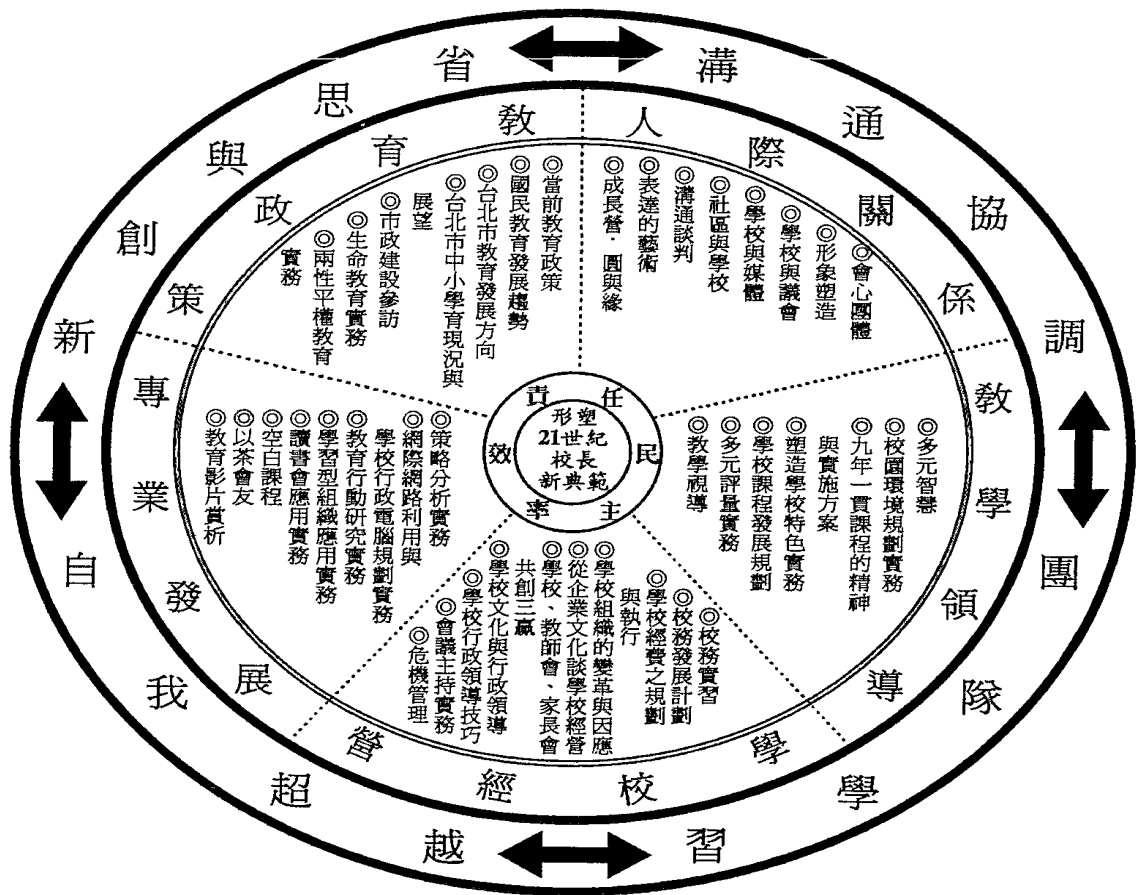 省思與創新
溝通協調
團隊學習
自我超越
教育政策
人際關係
教學領導
學校經營
專業發展
責任
民主
效率
形塑
21世紀
校長
新典範
◎當前教育政策
◎國民教育發展趨勢
◎台北市教育發展方向
◎台北市中小學育現況與
展望
◎市政建設參訪
◎生命教育實務
◎兩性平權教育
實務
◎會心團體
◎形象塑造
◎學校與議會
◎學校與媒體
◎社區與學校
◎溝通談判
◎表達的藝術
◎成長營．圓與緣
◎多元智慧
◎校園環境規劃實務
◎九年一貫課程的精神
與實施方案
◎塑造學校特色實務
◎學校課程發展規劃
◎多元評量實務
◎教學視導
◎校務實習
◎校務發展計劃
◎學校經費之規劃
與執行
◎學校組織的變革與因應
◎從企業文化談學校經營
◎學校、教師會、家長會
共創三贏
◎學校文化與行政領導
◎學校行政領導技巧
◎會議主持實務
◎危機管理
◎策略分析實務
◎網際網路利用與
學校行政電腦規劃實務
◎教育行動研究實務
◎學習型組織應用實務
◎讀書會應用實務
◎空白課程
◎以茶會友
◎教育影片賞析